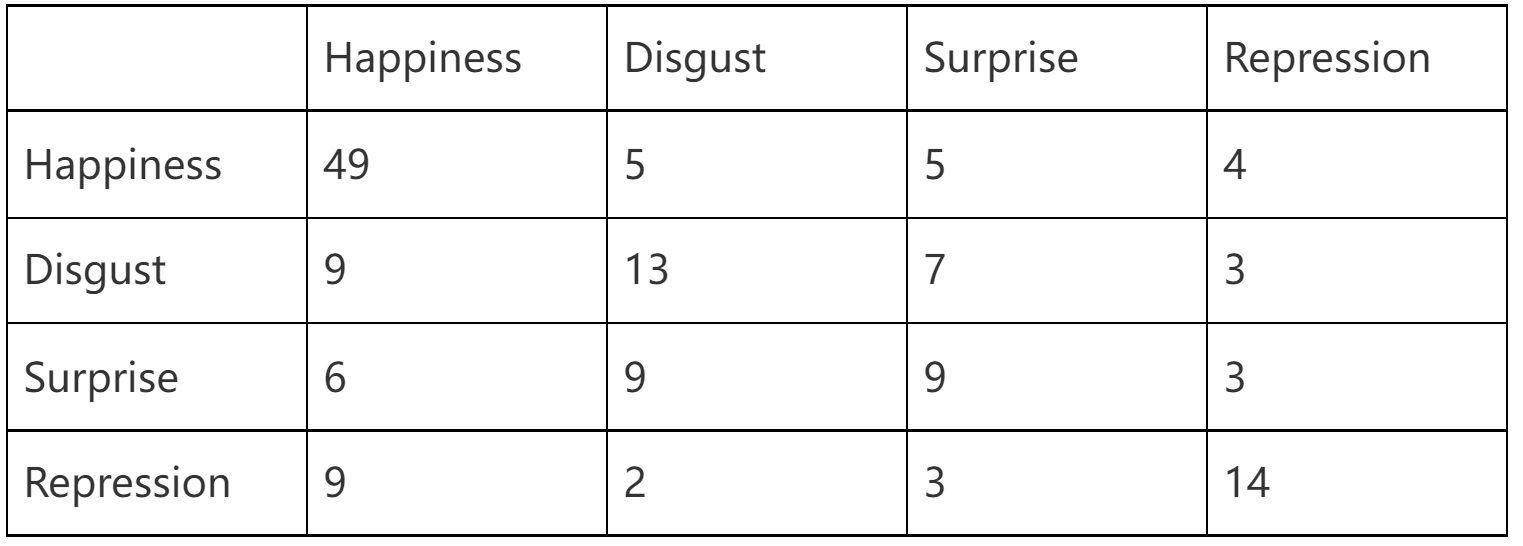 Happiness Disgust Surprise Repression
Happiness 49 5 5 4
Disgust 9 13 7 3
Surprise 6 9 9 3
Repression 9 2 3 14